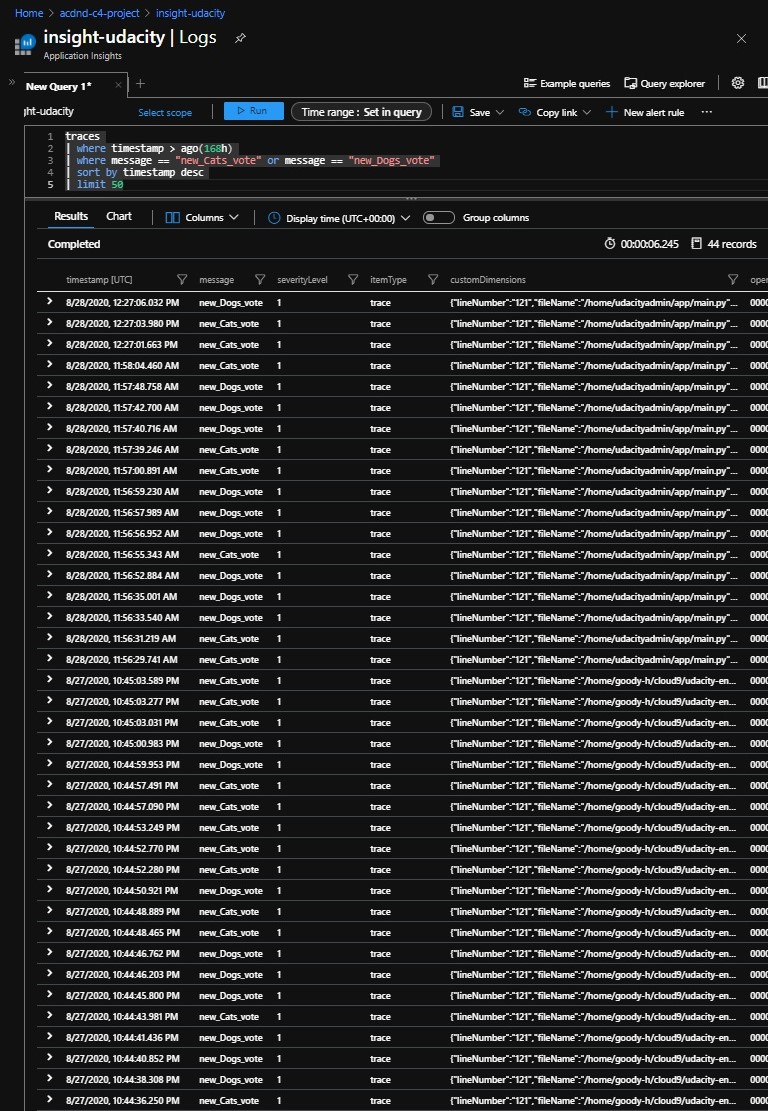 Home > acdnd-c4-project > insight-udacity
insight-udacity | Logs
Application Insights
New Query 1*
Example queries Query explorer
ght-udacity Select scope Run Time range : Set in query Save Copy link New alert rule
1 traces
2 | where timestamp > ago(168h)
3 | where message == "new_Cats_vote" or message == "new_Dogs_vote"
4 | sort by timestamp desc
5 | limit 50
Results Chart Columns Display time (UTC+00:00) Group columns
Completed 00:00:06.245 44 records
timestamp [UTC] message severityLevel itemType customDimensions oper
8/28/2020, 12:27:06.032 PM new_Dogs_vote 1 trace {"lineNumber":"121","fileName":"/home/udacityadmin/app/main.py"... 0000
8/28/2020, 12:27:03.980 PM new_Cats_vote 1 trace {"lineNumber":"121","fileName":"/home/udacityadmin/app/main.py"... 0000
8/28/2020, 12:27:01.663 PM new_Cats_vote 1 trace {"lineNumber":"121","fileName":"/home/udacityadmin/app/main.py"... 0000
8/28/2020, 11:58:04.460 AM new_Cats_vote 1 trace {"lineNumber":"121","fileName":"/home/udacityadmin/app/main.py"... 0000
8/28/2020, 11:57:48.758 AM new_Dogs_vote 1 trace {"lineNumber":"121","fileName":"/home/udacityadmin/app/main.py"... 0000
8/28/2020, 11:57:42.700 AM new_Dogs_vote 1 trace {"lineNumber":"121","fileName":"/home/udacityadmin/app/main.py"... 0000
8/28/2020, 11:57:40.716 AM new_Dogs_vote 1 trace {"lineNumber":"121","fileName":"/home/udacityadmin/app/main.py"... 0000
8/28/2020, 11:57:39.246 AM new_Cats_vote 1 trace {"lineNumber":"121","fileName":"/home/udacityadmin/app/main.py"... 0000
8/28/2020, 11:57:00.891 AM new_Cats_vote 1 trace {"lineNumber":"121","fileName":"/home/udacityadmin/app/main.py"... 0000
8/28/2020, 11:56:59.230 AM new_Dogs_vote 1 trace {"lineNumber":"121","fileName":"/home/udacityadmin/app/main.py"... 0000
8/28/2020, 11:56:57.989 AM new_Dogs_vote 1 trace {"lineNumber":"121","fileName":"/home/udacityadmin/app/main.py"... 0000
8/28/2020, 11:56:56.952 AM new_Dogs_vote 1 trace {"lineNumber":"121","fileName":"/home/udacityadmin/app/main.py"... 0000
8/28/2020, 11:56:55.343 AM new_Cats_vote 1 trace {"lineNumber":"121","fileName":"/home/udacityadmin/app/main.py"... 0000
8/28/2020, 11:56:52.884 AM new_Dogs_vote 1 trace {"lineNumber":"121","fileName":"/home/udacityadmin/app/main.py"... 0000
8/28/2020, 11:56:35.001 AM new_Dogs_vote 1 trace {"lineNumber":"121","fileName":"/home/udacityadmin/app/main.py"... 0000
8/28/2020, 11:56:33.540 AM new_Dogs_vote 1 trace {"lineNumber":"121","fileName":"/home/udacityadmin/app/main.py"... 0000
8/28/2020, 11:56:31.219 AM new_Cats_vote 1 trace {"lineNumber":"121","fileName":"/home/udacityadmin/app/main.py"... 0000
8/28/2020, 11:56:29.741 AM new_Cats_vote 1 trace {"lineNumber":"121","fileName":"/home/udacityadmin/app/main.py"... 0000
8/27/2020, 10:45:03.589 PM new_Cats_vote 1 trace {"lineNumber":"121","fileName":"/home/goody-h/cloud9/udacity-en... 0000
8/27/2020, 10:45:03.277 PM new_Cats_vote 1 trace {"lineNumber":"121","fileName":"/home/goody-h/cloud9/udacity-en... 0000
8/27/2020, 10:45:03.031 PM new_Cats_vote 1 trace {"lineNumber":"121","fileName":"/home/goody-h/cloud9/udacity-en... 0000
8/27/2020, 10:45:00.983 PM new_Dogs_vote 1 trace {"lineNumber":"121","fileName":"/home/goody-h/cloud9/udacity-en... 0000
8/27/2020, 10:44:59.953 PM new_Dogs_vote 1 trace {"lineNumber":"121","fileName":"/home/goody-h/cloud9/udacity-en... 0000
8/27/2020, 10:44:57.491 PM new_Cats_vote 1 trace {"lineNumber":"121","fileName":"/home/goody-h/cloud9/udacity-en... 0000
8/27/2020, 10:44:57.090 PM new_Cats_vote 1 trace {"lineNumber":"121","fileName":"/home/goody-h/cloud9/udacity-en... 0000
8/27/2020, 10:44:53.249 PM new_Cats_vote 1 trace {"lineNumber":"121","fileName":"/home/goody-h/cloud9/udacity-en... 0000
8/27/2020, 10:44:52.770 PM new_Cats_vote 1 trace {"lineNumber":"121","fileName":"/home/goody-h/cloud9/udacity-en... 0000
8/27/2020, 10:44:52.280 PM new_Cats_vote 1 trace {"lineNumber":"121","fileName":"/home/goody-h/cloud9/udacity-en... 0000
8/27/2020, 10:44:50.921 PM new_Dogs_vote 1 trace {"lineNumber":"121","fileName":"/home/goody-h/cloud9/udacity-en... 0000
8/27/2020, 10:44:48.889 PM new_Cats_vote 1 trace {"lineNumber":"121","fileName":"/home/goody-h/cloud9/udacity-en... 0000
8/27/2020, 10:44:48.465 PM new_Cats_vote 1 trace {"lineNumber":"121","fileName":"/home/goody-h/cloud9/udacity-en... 0000
8/27/2020, 10:44:46.762 PM new_Dogs_vote 1 trace {"lineNumber":"121","fileName":"/home/goody-h/cloud9/udacity-en... 0000
8/27/2020, 10:44:46.203 PM new_Dogs_vote 1 trace {"lineNumber":"121","fileName":"/home/goody-h/cloud9/udacity-en... 0000
8/27/2020, 10:44:45.800 PM new_Dogs_vote 1 trace {"lineNumber":"121","fileName":"/home/goody-h/cloud9/udacity-en... 0000
8/27/2020, 10:44:43.981 PM new_Cats_vote 1 trace {"lineNumber":"121","fileName":"/home/goody-h/cloud9/udacity-en... 0000
8/27/2020, 10:44:41.436 PM new_Dogs_vote 1 trace {"lineNumber":"121","fileName":"/home/goody-h/cloud9/udacity-en... 0000
8/27/2020, 10:44:40.852 PM new_Dogs_vote 1 trace {"lineNumber":"121","fileName":"/home/goody-h/cloud9/udacity-en... 0000
8/27/2020, 10:44:38.308 PM new_Dogs_vote 1 trace {"lineNumber":"121","fileName":"/home/goody-h/cloud9/udacity-en... 0000
8/27/2020, 10:44:36.250 PM new_Cats_vote 1 trace {"lineNumber":"121","fileName":"/home/goody-h/cloud9/udacity-en... 0000